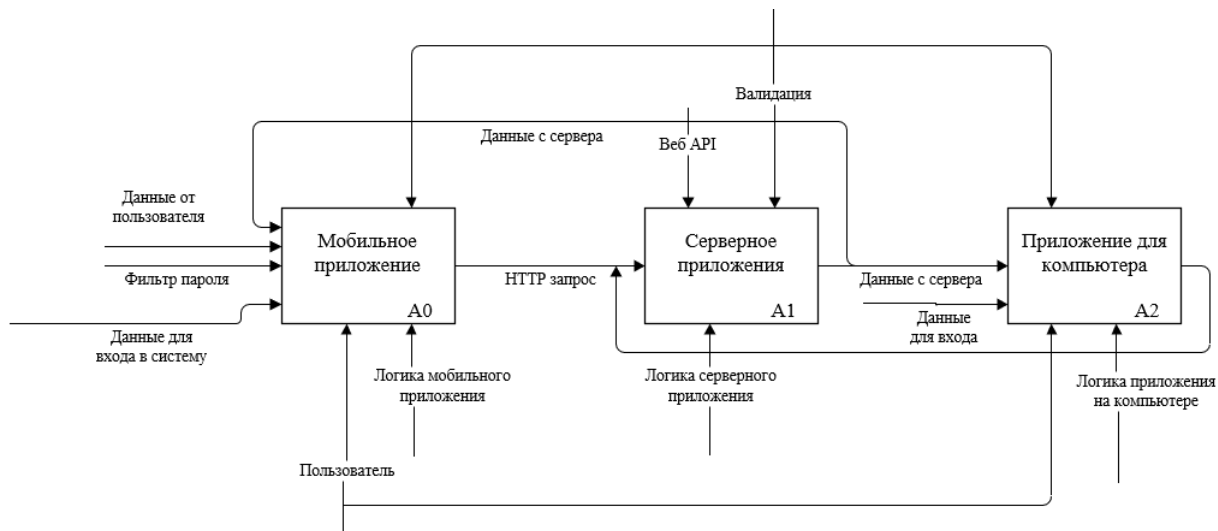 Валидация
Данные с сервера
Веб API
Данные от
пользователя
Мобильное
приложение
A0
Серверное
приложения
A1
Приложение для
компьютера
A2
Фильтр пароля
HTTP запрос
Данные с сервера
Данные
для входа
Данные для
входа в систему
Логика мобильного
приложения
Логика серверного
приложения
Логика приложения
на компьютере
Пользователь